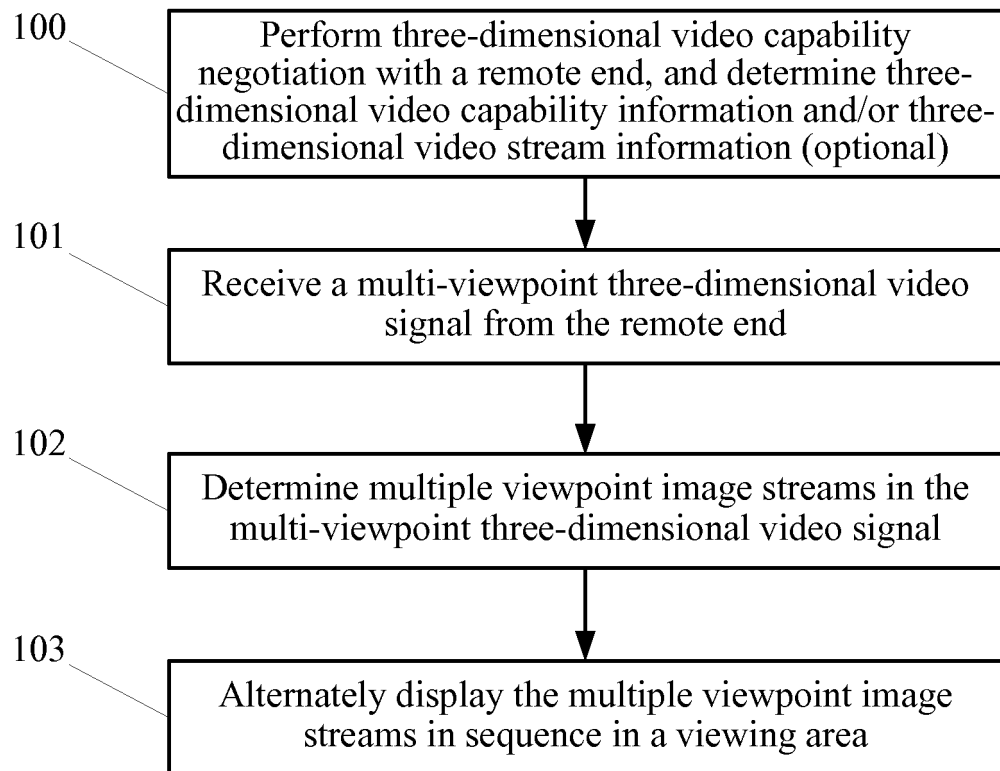 100
Perform three-dimensional video capability
negotiation with a remote end, and determine three-
dimensional video capability information and/or three-
dimensional video stream information (optional)
101
Receive a multi-viewpoint three-dimensional video
signal from the remote end
102
Determine multiple viewpoint image streams in the
multi-viewpoint three-dimensional video signal
103
Alternately display the multiple viewpoint image
streams in sequence in a viewing area